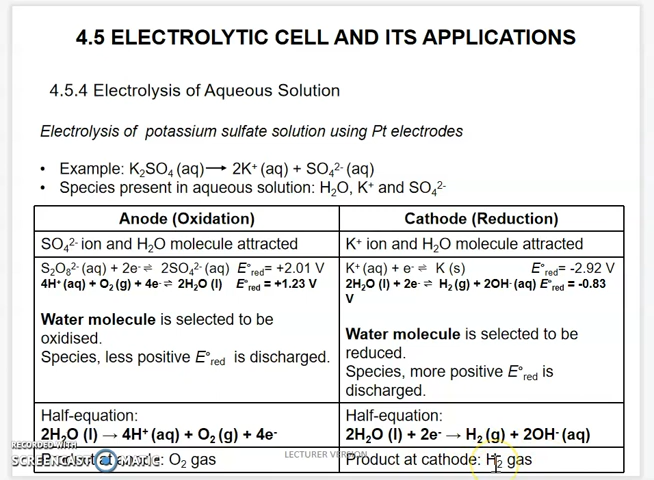 4.5 ELECTROLYTIC CELL AND ITS APPLICATIONS
4.5.4 Electrolysis of Aqueous Solution
Electrolysis of potassium sulfate solution using Pt electrodes
• Example: K₂SO₄ (aq) → 2K⁺ (aq) + SO₄²⁻ (aq)
• Species present in aqueous solution: H₂O, K⁺ and SO₄²⁻
Anode (Oxidation)
SO₄²⁻ ion and H₂O molecule attracted
S₂O₈²⁻ (aq) + 2e⁻ ⇌ 2SO₄²⁻ (aq) E°red = +2.01 V
4H⁺ (aq) + O₂ (g) + 4e⁻ ⇌ 2H₂O (l) E°red = +1.23 V
Water molecule is selected to be
oxidised.
Species, less positive E°red is discharged.
Half-equation:
2H₂O (l) → 4H⁺ (aq) + O₂ (g) + 4e⁻
: O₂ gas
Cathode (Reduction)
K⁺ ion and H₂O molecule attracted
K⁺ (aq) + e⁻ ⇌ K (s) E°red = -2.92 V
2H₂O (l) + 2e⁻ ⇌ H₂ (g) + 2OH⁻ (aq) E°red = -0.83
V
Water molecule is selected to be
reduced.
Species, more positive E°red is
discharged.
Half-equation:
2H₂O (l) + 2e⁻ → H₂ (g) + 2OH⁻ (aq)
Product at cathode: H₂ gas
LECTURER VERSION
RECORDED WITH
SCREENCAST MATIC